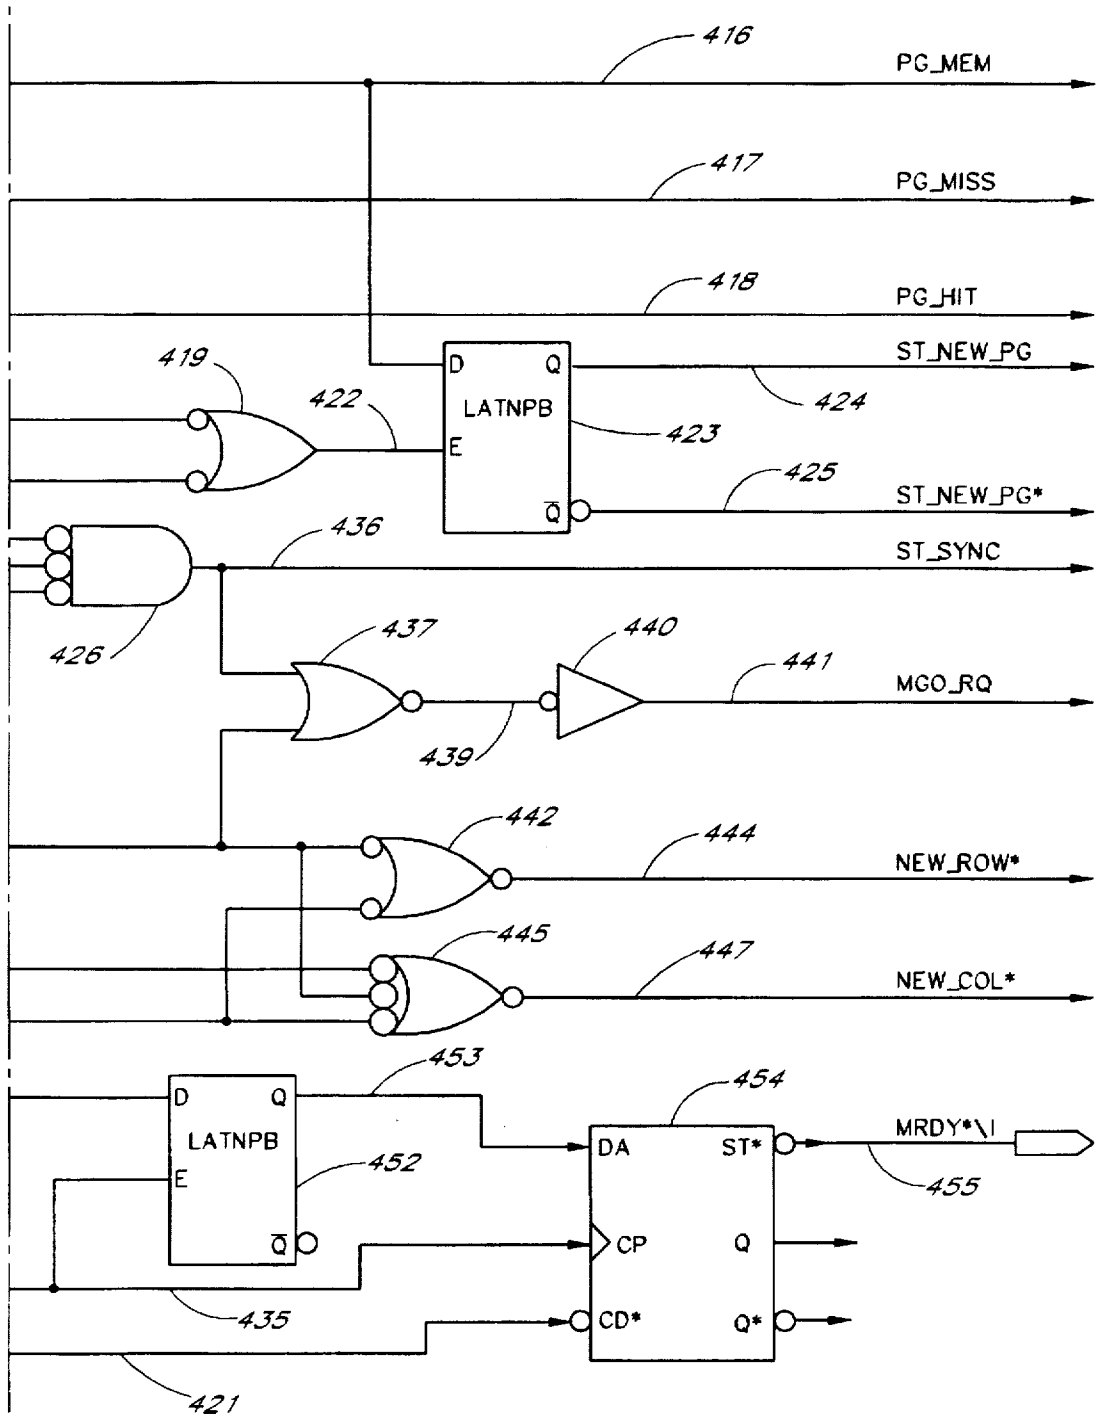 416
PG_MEM
417
PG_MISS
418
PG_HIT
419
422
D
Q
LATNPB
E
Q̅
423
ST_NEW_PG
424
425
ST_NEW_PG*
426
436
ST_SYNC
437
439
440
441
MGO_RQ
442
444
NEW_ROW*
445
447
NEW_COL*
453
D
Q
LATNPB
E
Q̅
452
454
DA
ST*
CP
Q
CD*
Q*
MRDY*\I
455
435
421